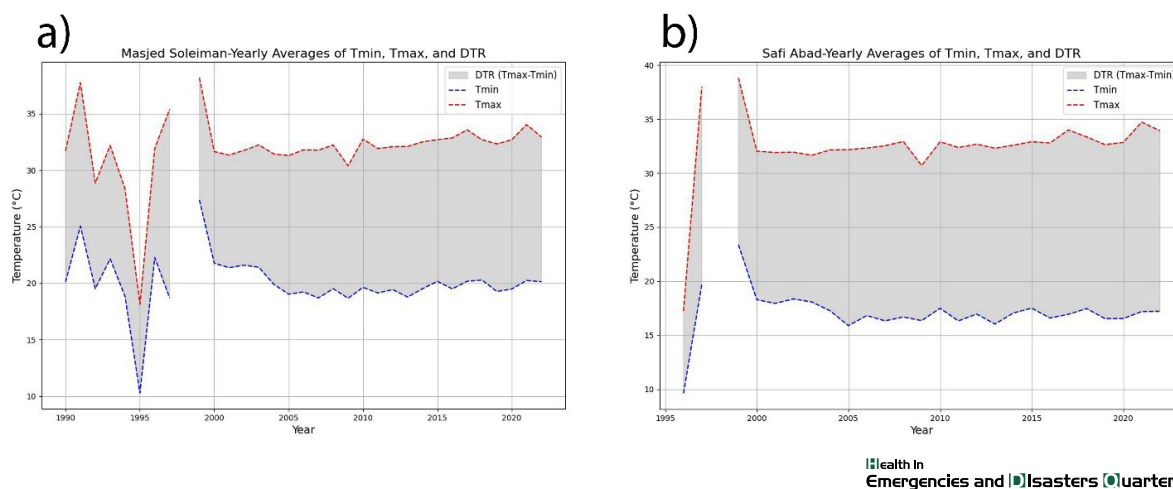 a)
Masjed Soleiman-Yearly Averages of Tmin, Tmax, and DTR
DTR (Tmax-Tmin)
Tmin
Tmax
35
30
25
20
15
10
Temperature (°C)
1990
1995
2000
2005
2010
2015
2020
Year
b)
Safi Abad-Yearly Averages of Tmin, Tmax, and DTR
DTR (Tmax-Tmin)
Tmin
Tmax
40
35
30
25
20
15
10
Temperature (°C)
1995
2000
2005
2010
2015
2020
Year
Health In
Emergencies and Disasters Quarter